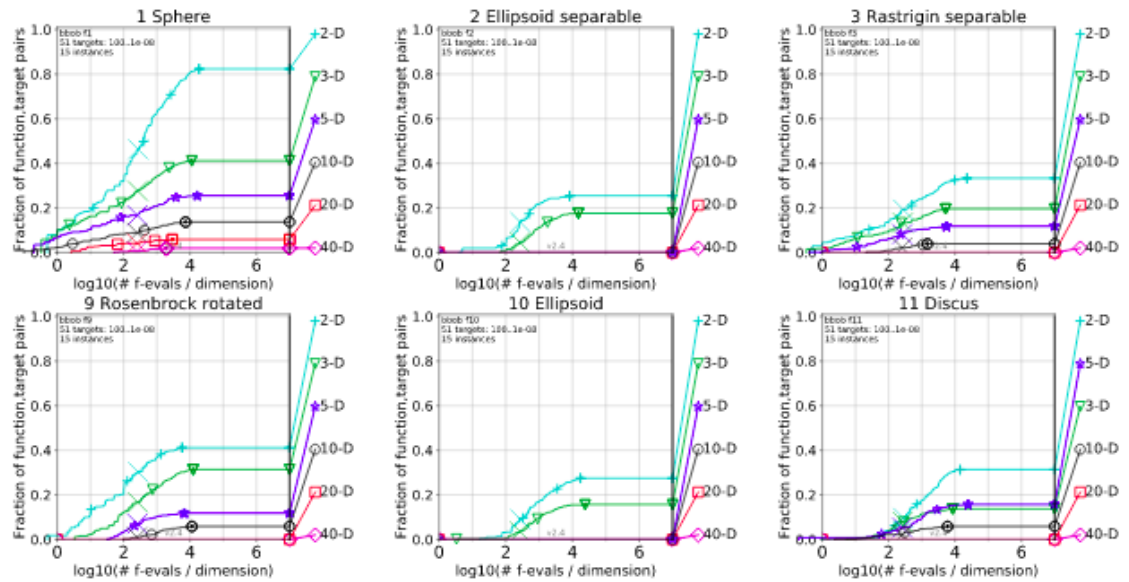 1 Sphere
Fraction of function,target pairs
1.0
0.8
0.6
0.4
0.2
0.0
bbob f1
51 targets: 100..1e-08
15 instances
2-D
3-D
5-D
10-D
20-D
40-D
0 2 4 6
log10(# f-evals / dimension)
2 Ellipsoid separable
Fraction of function,target pairs
1.0
0.8
0.6
0.4
0.2
0.0
bbob f2
51 targets: 100..1e-08
15 instances
2-D
3-D
5-D
10-D
20-D
40-D
v2.4
0 2 4 6
log10(# f-evals / dimension)
3 Rastrigin separable
Fraction of function,target pairs
1.0
0.8
0.6
0.4
0.2
0.0
bbob f3
51 targets: 100..1e-08
15 instances
2-D
3-D
5-D
10-D
20-D
40-D
0 2 4 6
log10(# f-evals / dimension)
9 Rosenbrock rotated
Fraction of function,target pairs
1.0
0.8
0.6
0.4
0.2
0.0
bbob f9
51 targets: 100..1e-08
15 instances
2-D
3-D
5-D
10-D
20-D
40-D
v2.4
0 2 4 6
log10(# f-evals / dimension)
10 Ellipsoid
Fraction of function,target pairs
1.0
0.8
0.6
0.4
0.2
0.0
bbob f10
51 targets: 100..1e-08
15 instances
2-D
3-D
5-D
10-D
20-D
40-D
v2.4
0 2 4 6
log10(# f-evals / dimension)
11 Discus
Fraction of function,target pairs
1.0
0.8
0.6
0.4
0.2
0.0
bbob f11
51 targets: 100..1e-08
15 instances
2-D
5-D
3-D
10-D
20-D
40-D
v2.4
0 2 4 6
log10(# f-evals / dimension)